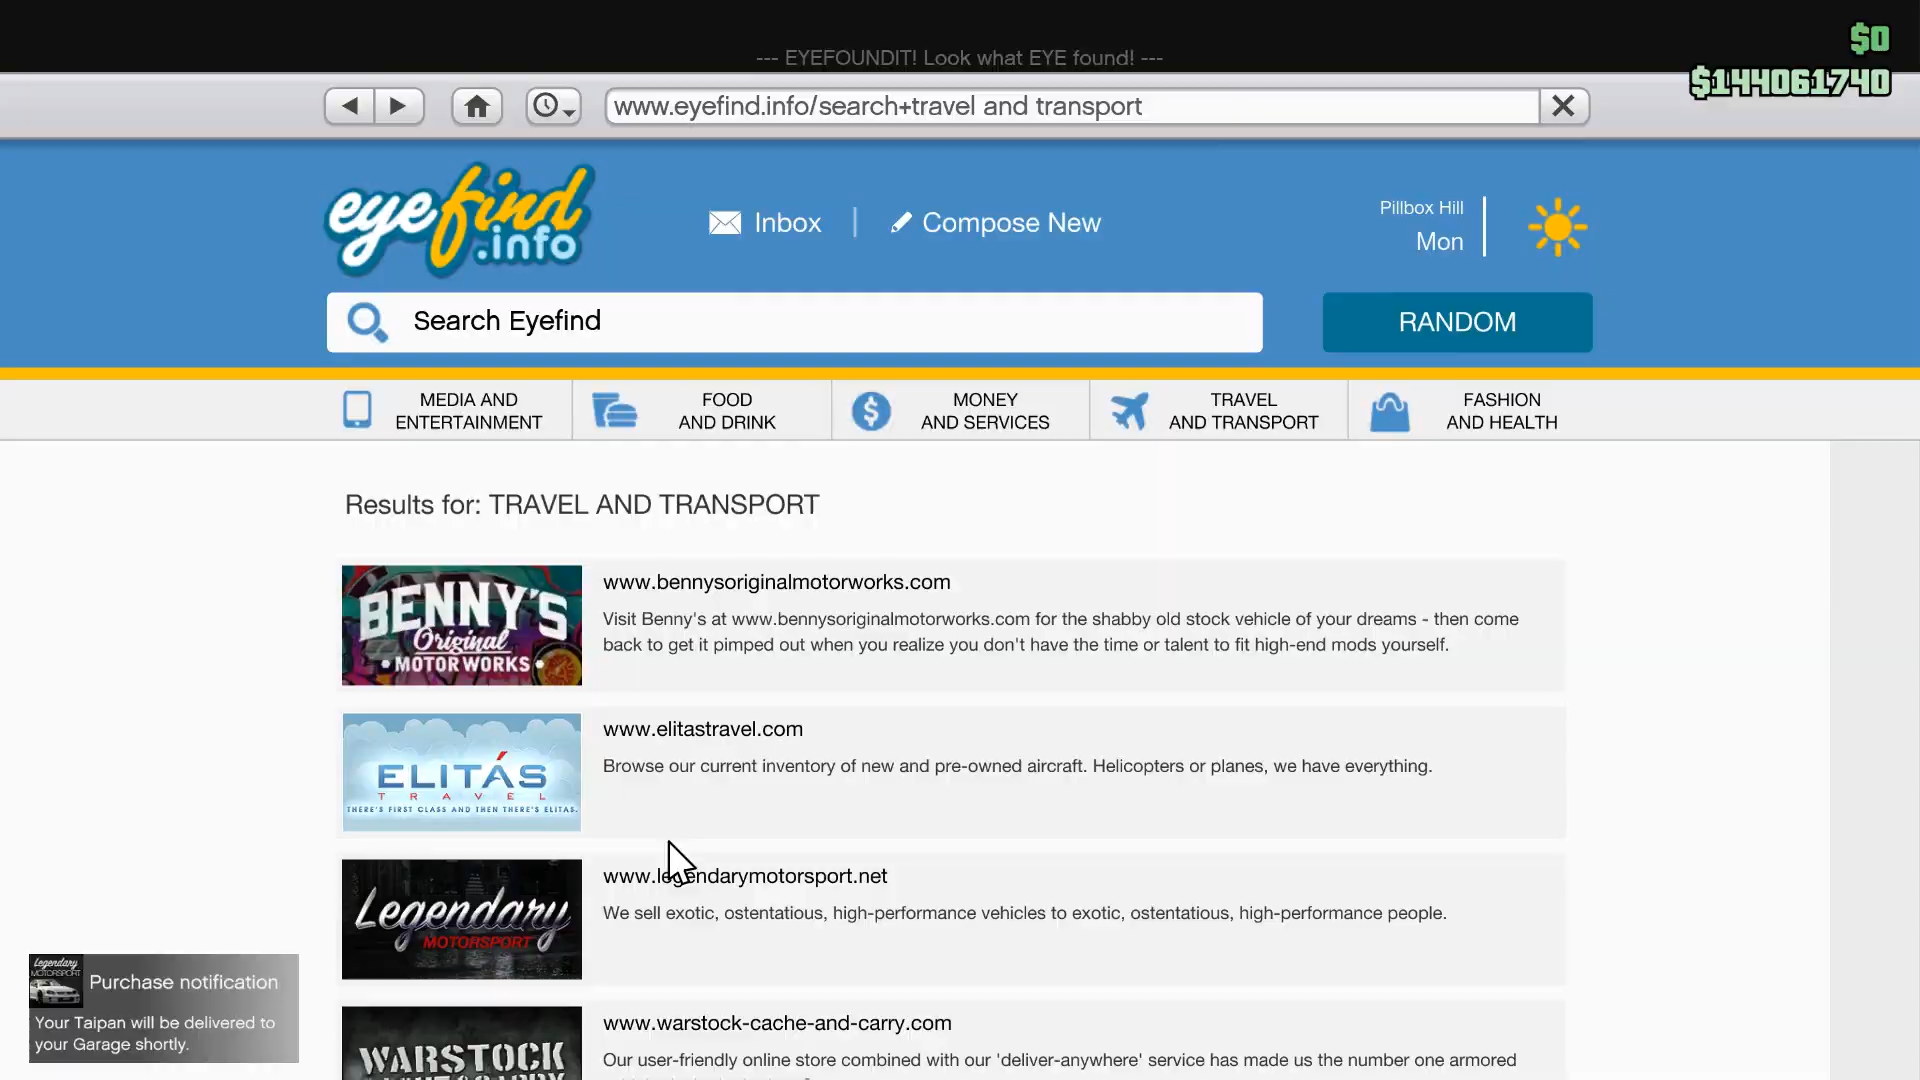 --- EYEFOUNDIT! Look what EYE found! ---
$0
$144061740
www.eyefind.info/search+travel and transport
eyefind
.info
Inbox
Compose New
Pillbox Hill
Mon
Search Eyefind
RANDOM
MEDIA AND
ENTERTAINMENT
FOOD
AND DRINK
MONEY
AND SERVICES
TRAVEL
AND TRANSPORT
FASHION
AND HEALTH
Results for: TRAVEL AND TRANSPORT
BENNY'S
Original
• MOTOR WORKS •
www.bennysoriginalmotorworks.com
Visit Benny's at www.bennysoriginalmotorworks.com for the shabby old stock vehicle of your dreams - then come
back to get it pimped out when you realize you don't have the time or talent to fit high-end mods yourself.
ELITÁS
TRAVEL
THERE'S FIRST CLASS AND THEN THERE'S ELITAS.
www.elitastravel.com
Browse our current inventory of new and pre-owned aircraft. Helicopters or planes, we have everything.
Legendary
MOTORSPORT
www.legendarymotorsport.net
We sell exotic, ostentatious, high-performance vehicles to exotic, ostentatious, high-performance people.
WARSTOCK
www.warstock-cache-and-carry.com
Our user-friendly online store combined with our 'deliver-anywhere' service has made us the number one armored
Legendary
MOTORSPORT
Purchase notification
Your Taipan will be delivered to
your Garage shortly.